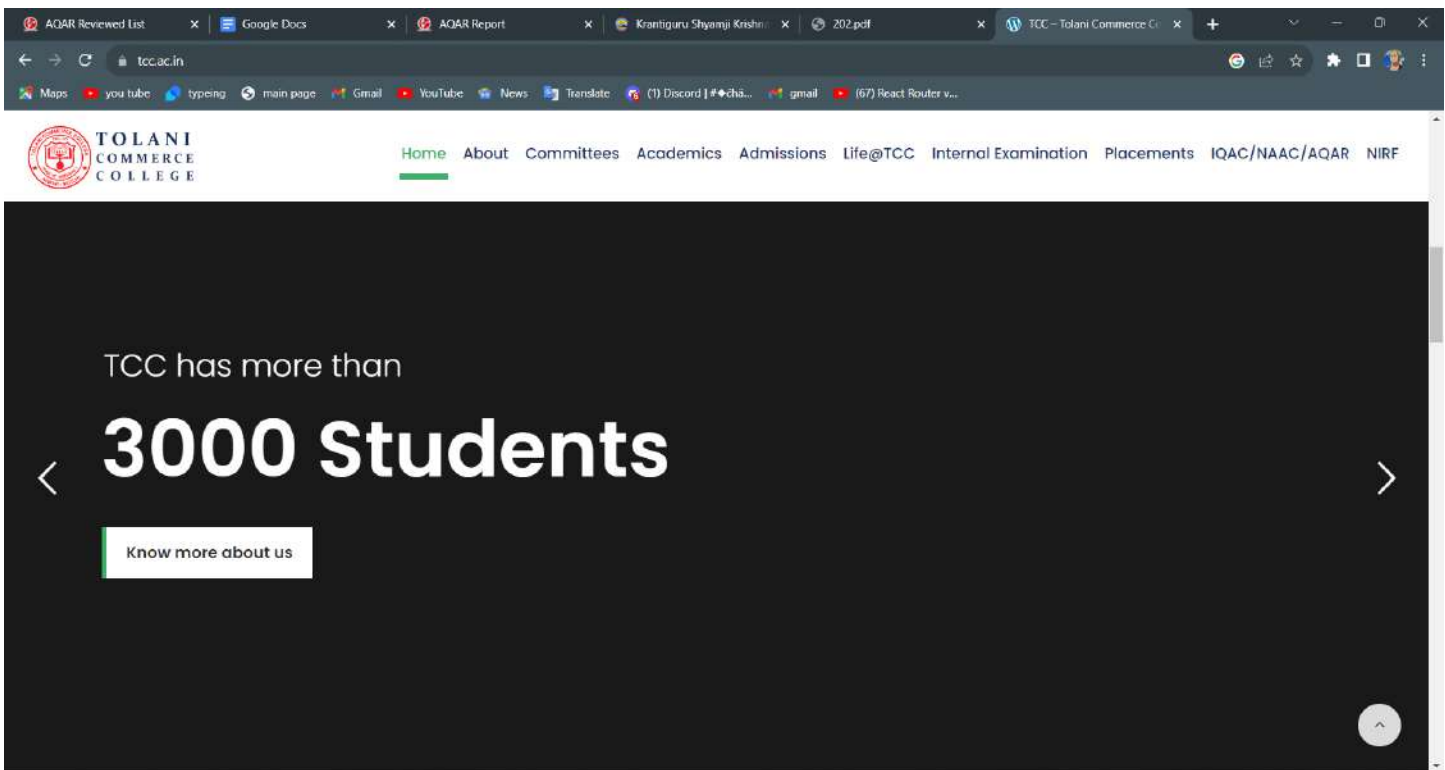 AQAR Reviewed List
Google Docs
AQAR Report
Krantiguru Shyamji Krishn
202.pdf
TCC – Tolani Commerce Co
tcc.ac.in
Maps
you tube
typeing
main page
Gmail
YouTube
News
Translate
(1) Discord | #◆chá...
gmail
(67) React Router v...
TOLANI
COMMERCE
COLLEGE
Home
About
Committees
Academics
Admissions
Life@TCC
Internal Examination
Placements
IQAC/NAAC/AQAR
NIRF
TCC has more than
3000 Students
Know more about us